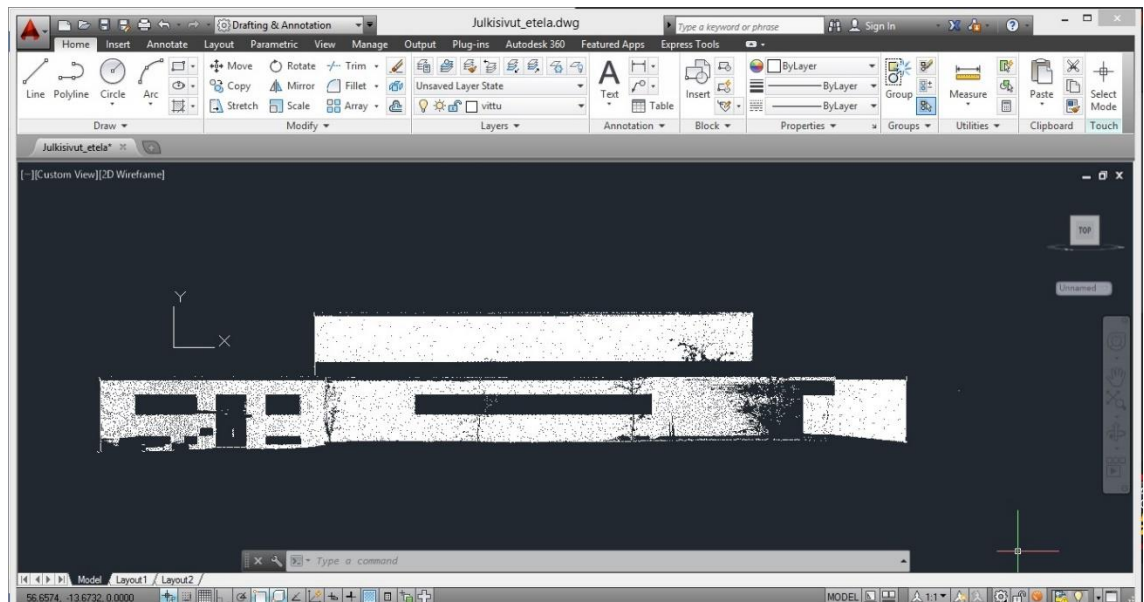 Drafting & Annotation
Julkisivut_etela.dwg
Type a keyword or phrase
Sign In
Home Insert Annotate Layout Parametric View Manage Output Plug-ins Autodesk 360 Featured Apps Express Tools
Line Polyline Circle Arc
Move Rotate Trim
Copy Mirror Fillet
Stretch Scale Array
Unsaved Layer State
vittu
Text
Table
Insert
ByLayer
ByLayer
ByLayer
Group
Measure
Paste
Select Mode
Draw Modify Layers Annotation Block Properties Groups Utilities Clipboard Touch
Julkisivut_etela*
[−][Custom View][2D Wireframe]
TOP
Unnamed
Y
X
Type a command
Model Layout1 Layout2
56.6574, -13.6732, 0.0000
MODEL
1:1